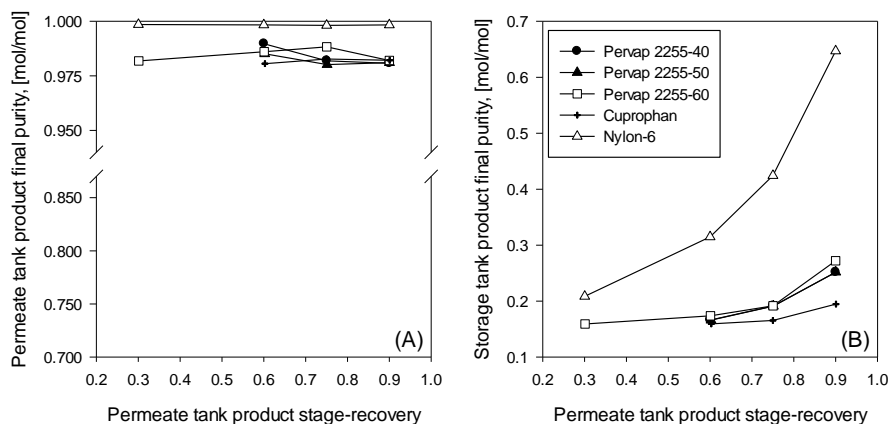 Permeate tank product final purity, [mol/mol]
1.000
0.975
0.950
0.850
0.800
0.750
0.700
0.2 0.3 0.4 0.5 0.6 0.7 0.8 0.9 1.0
(A)
Permeate tank product stage-recovery
Storage tank product final purity [mol/mol]
0.7
0.6
0.5
0.4
0.3
0.2
0.1
Pervap 2255-40
Pervap 2255-50
Pervap 2255-60
Cuprophan
Nylon-6
(B)
0.2 0.3 0.4 0.5 0.6 0.7 0.8 0.9 1.0
Permeate tank product stage-recovery